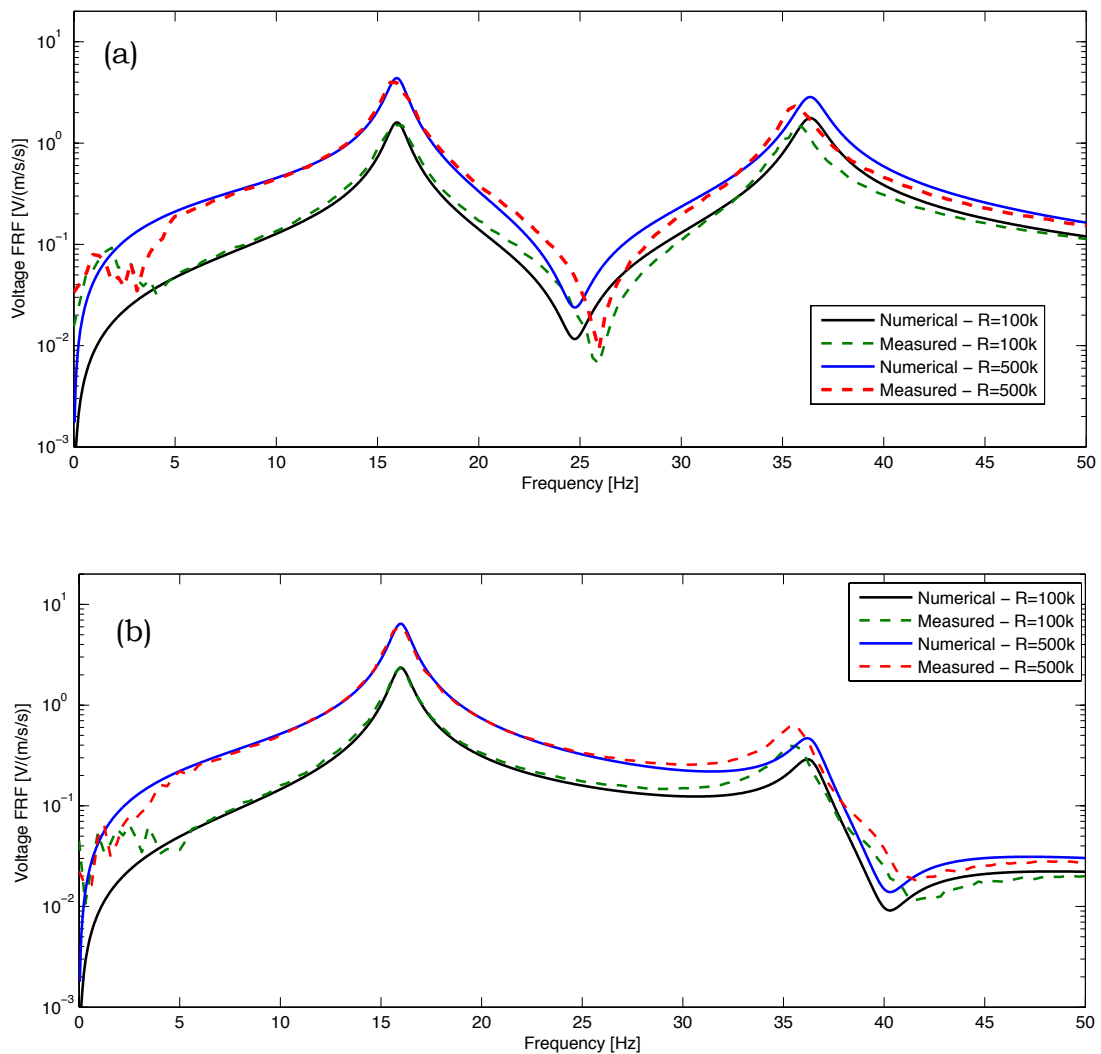 (a)
Voltage FRF [V/(m/s/s)]
10^1
10^0
10^-1
10^-2
10^-3
0 5 10 15 20 25 30 35 40 45 50
Frequency [Hz]
Numerical – R=100k
Measured – R=100k
Numerical – R=500k
Measured – R=500k
(b)
Voltage FRF [V/(m/s/s)]
10^1
10^0
10^-1
10^-2
10^-3
0 5 10 15 20 25 30 35 40 45 50
Frequency [Hz]
Numerical – R=100k
Measured – R=100k
Numerical – R=500k
Measured – R=500k